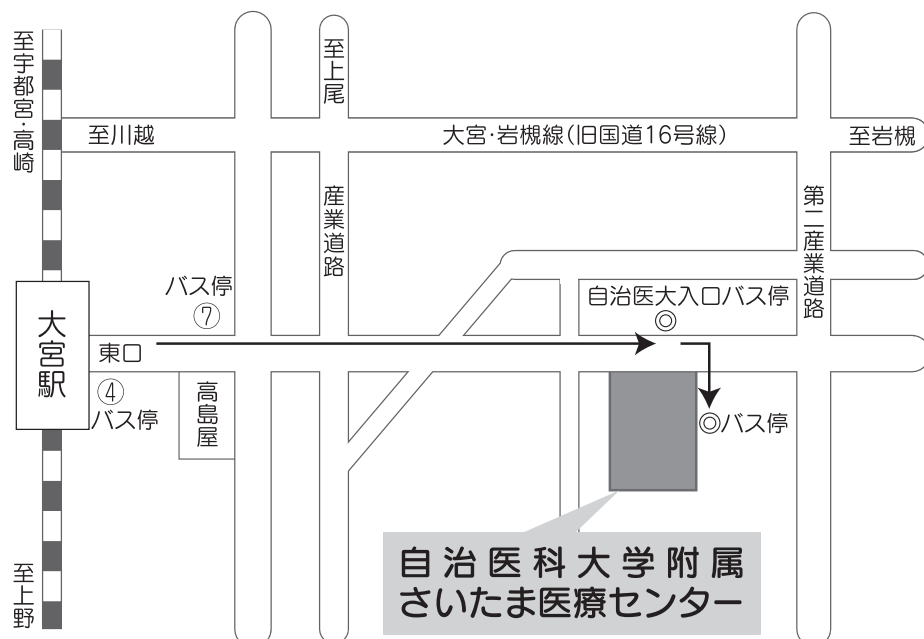 至宇都宮・高崎
至上尾
至川越
大宮・岩槻線(旧国道16号線)
至岩槻
産業道路
第二産業道路
バス停
⑦
自治医大入口バス停
◎
大宮駅
東口
④
バス停
高島屋
◎バス停
至上野
自治医科大学附属
さいたま医療センター